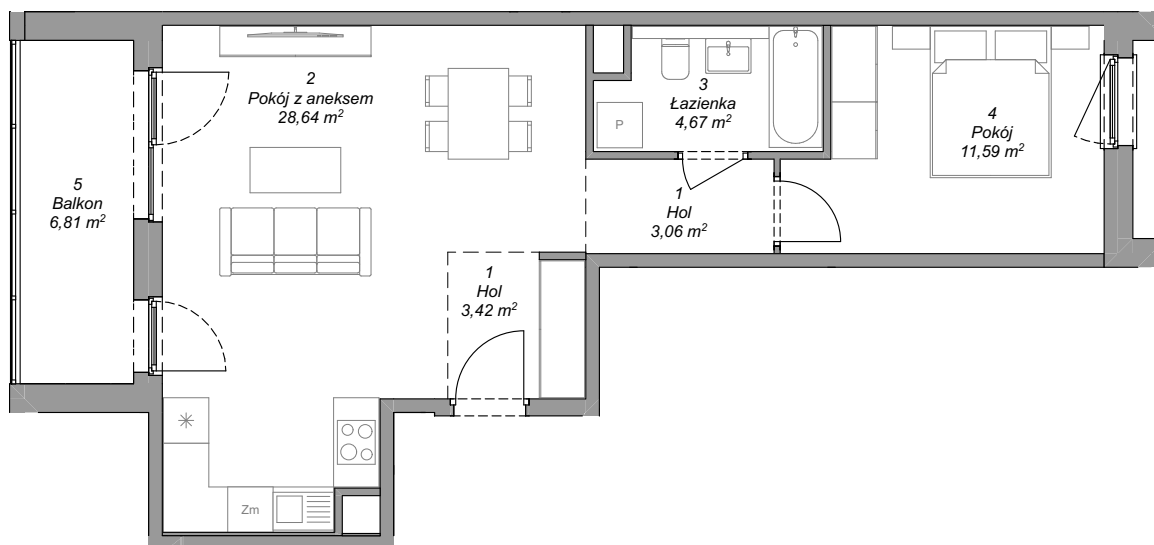 2
Pokój z aneksem
28,64 m²
3
Łazienka
4,67 m²
P
4
Pokój
11,59 m²
5
Balkon
6,81 m²
1
Hol
3,06 m²
1
Hol
3,42 m²
Zm